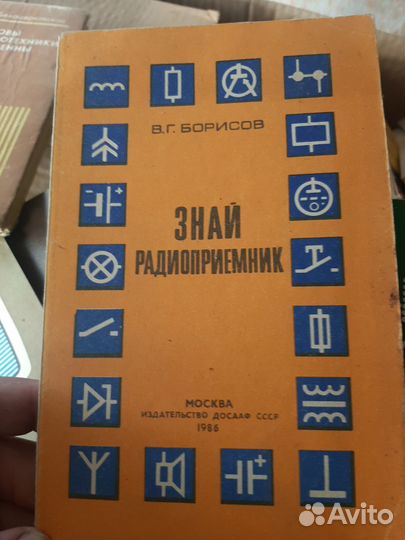 В.Г. БОРИСОВ
ЗНАЙ
РАДИОПРИЕМНИК
МОСКВА
ИЗДАТЕЛЬСТВО ДОСААФ СССР
1986
Avito